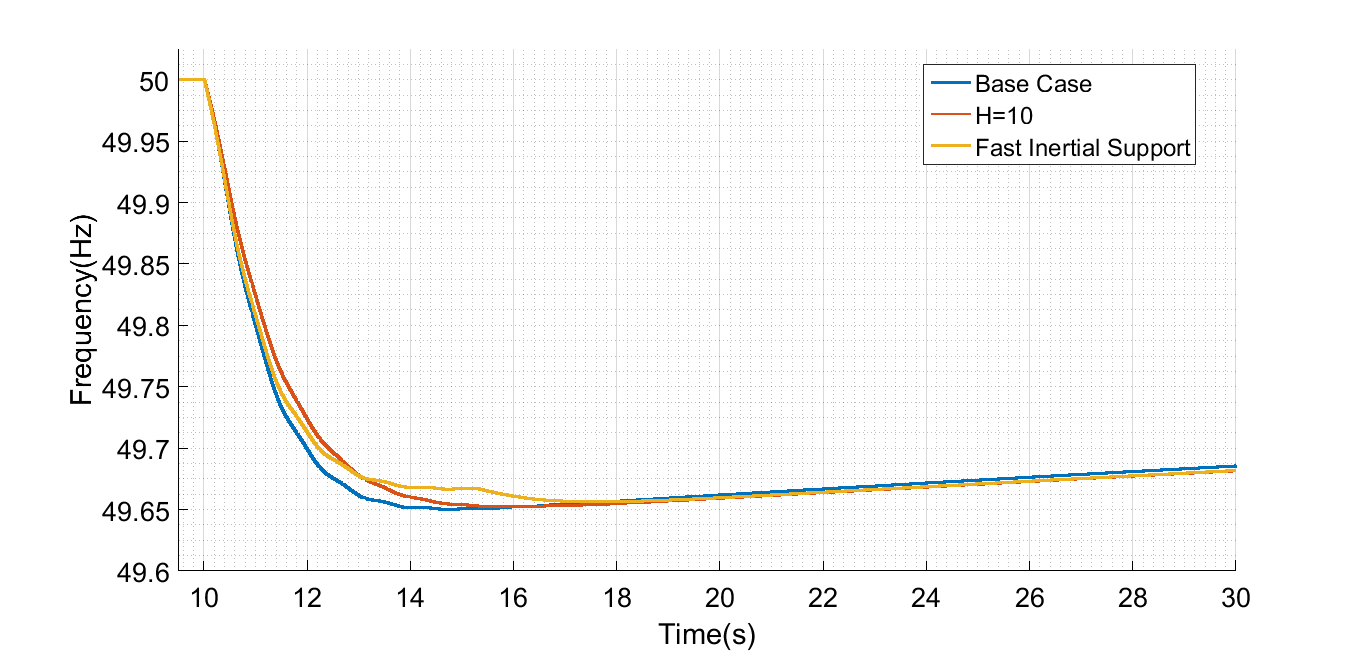 Base Case
H=10
Fast Inertial Support
Frequency(Hz)
50
49.95
49.9
49.85
49.8
49.75
49.7
49.65
49.6
10 12 14 16 18 20 22 24 26 28 30
Time(s)